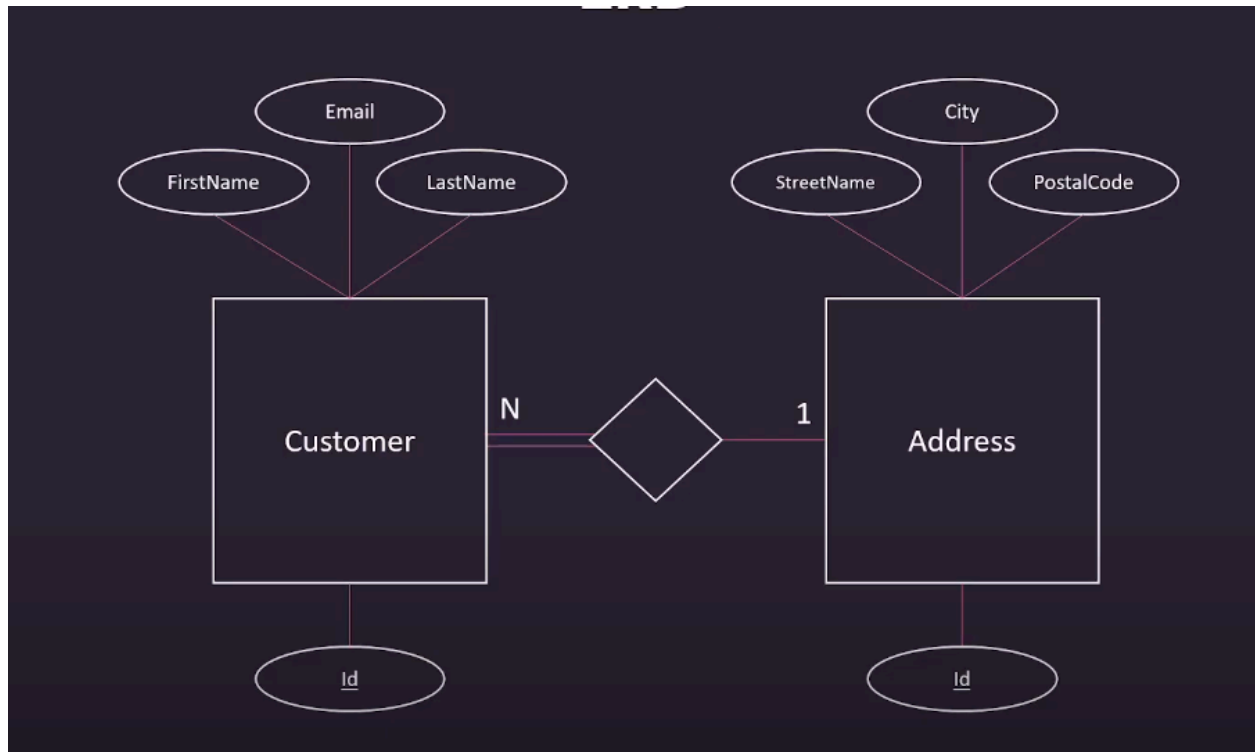 Email
City
FirstName
LastName
StreetName
PostalCode
N
1
Customer
Address
Id
Id